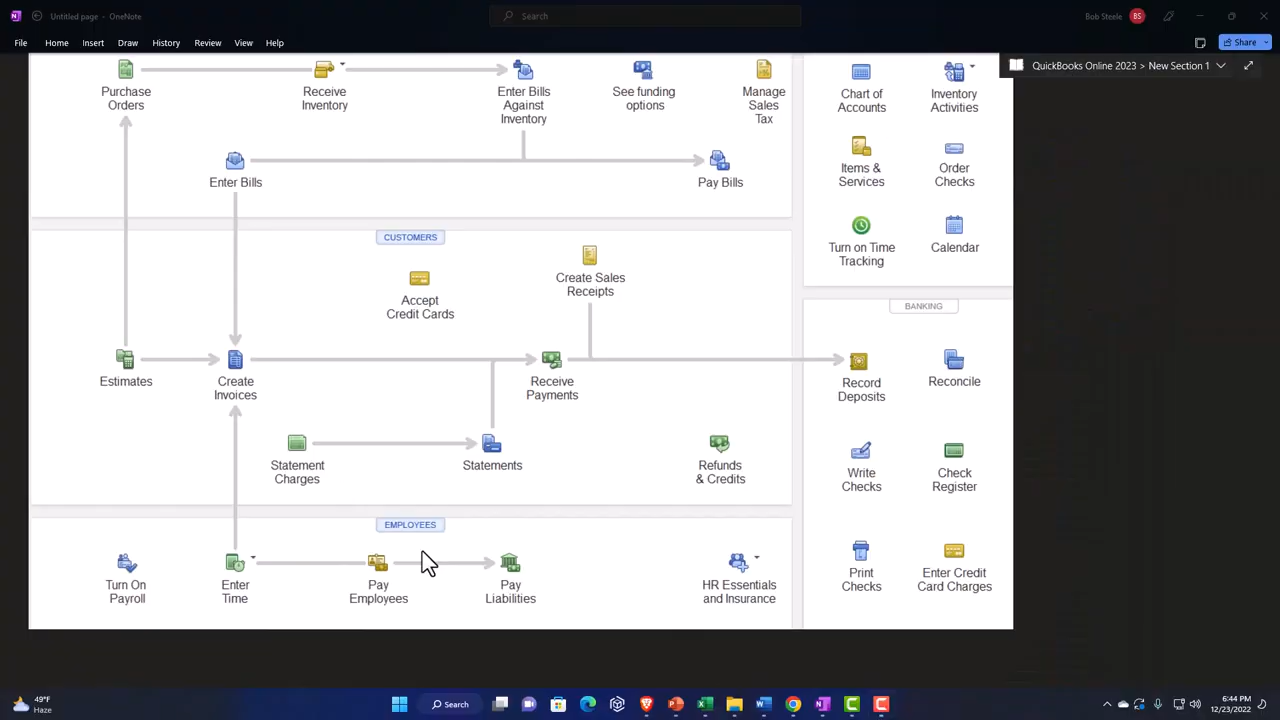 Untitled page - OneNote
Search
Bob Steele
BS
File
Home
Insert
Draw
History
Review
View
Help
Share
QuickBooks Online 2023 > New Section 1
Purchase
Orders
Receive
Inventory
Enter Bills
Against
Inventory
See funding
options
Manage
Sales
Tax
Enter Bills
Pay Bills
Chart of
Accounts
Inventory
Activities
Items &
Services
Order
Checks
Turn on Time
Tracking
Calendar
CUSTOMERS
Accept
Credit Cards
Create Sales
Receipts
Estimates
Create
Invoices
Receive
Payments
Statement
Charges
Statements
Refunds
& Credits
BANKING
Record
Deposits
Reconcile
Write
Checks
Check
Register
Print
Checks
Enter Credit
Card Charges
EMPLOYEES
Turn On
Payroll
Enter
Time
Pay
Employees
Pay
Liabilities
HR Essentials
and Insurance
49°F
Haze
Search
6:44 PM
12/23/2022